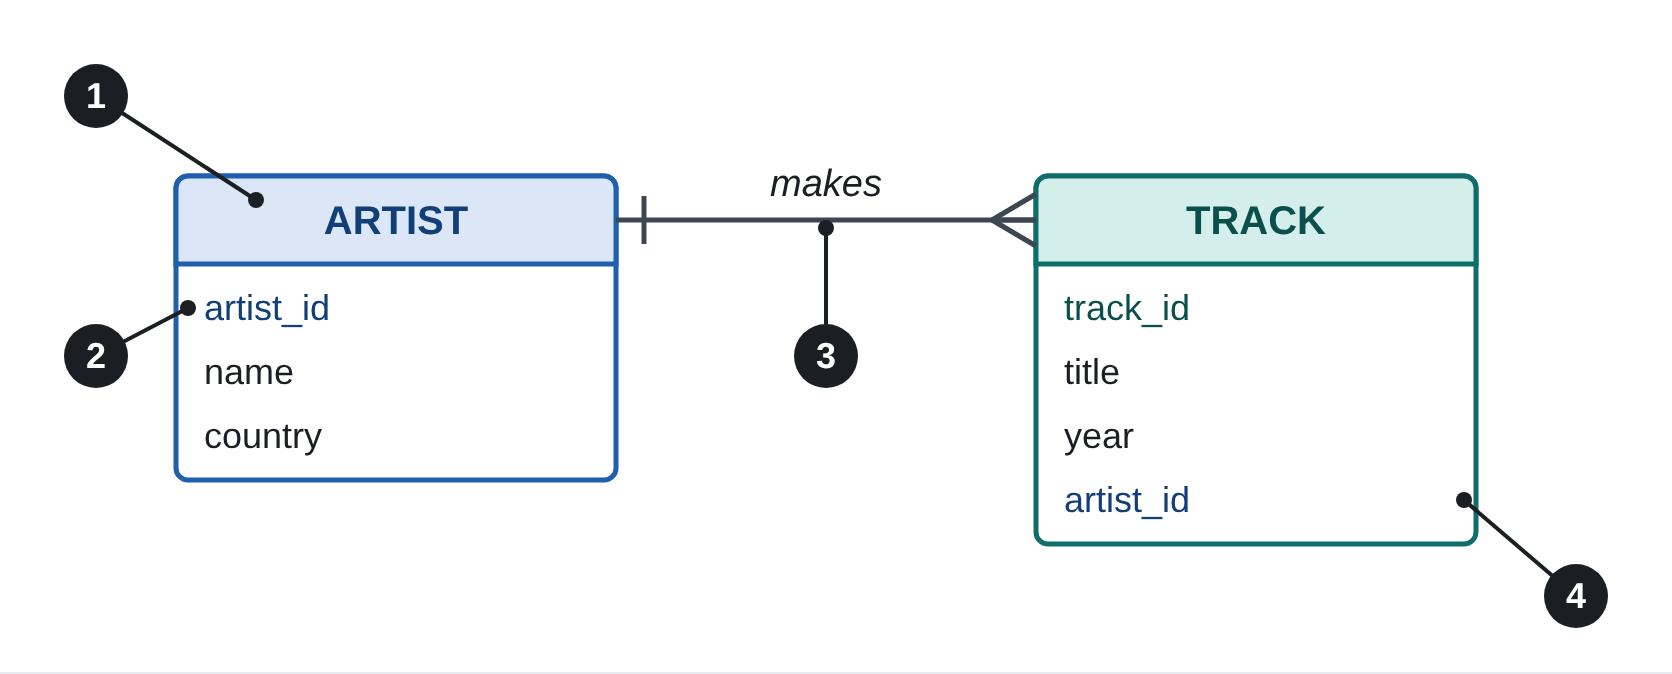 1
makes
ARTIST
artist_id
name
country
2
3
TRACK
track_id
title
year
artist_id
4